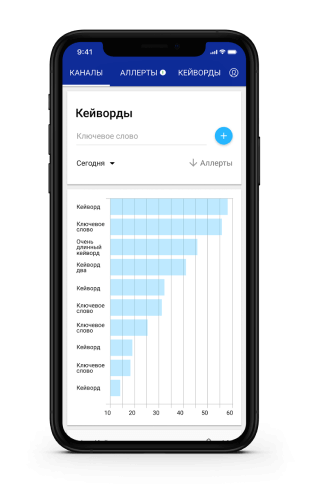 9:41
КАНАЛЫ АЛЛЕРТЫ КЕЙВОРДЫ
Кейворды
Ключевое слово
Сегодня Аллерты
Кейворд
Ключевое
слово
Очень
длинный
кейворд
Кейворд
два
Кейворд
Ключевое
слово
Ключевое
слово
Кейворд
Ключевое
слово
Кейворд
10 20 30 40 50 60